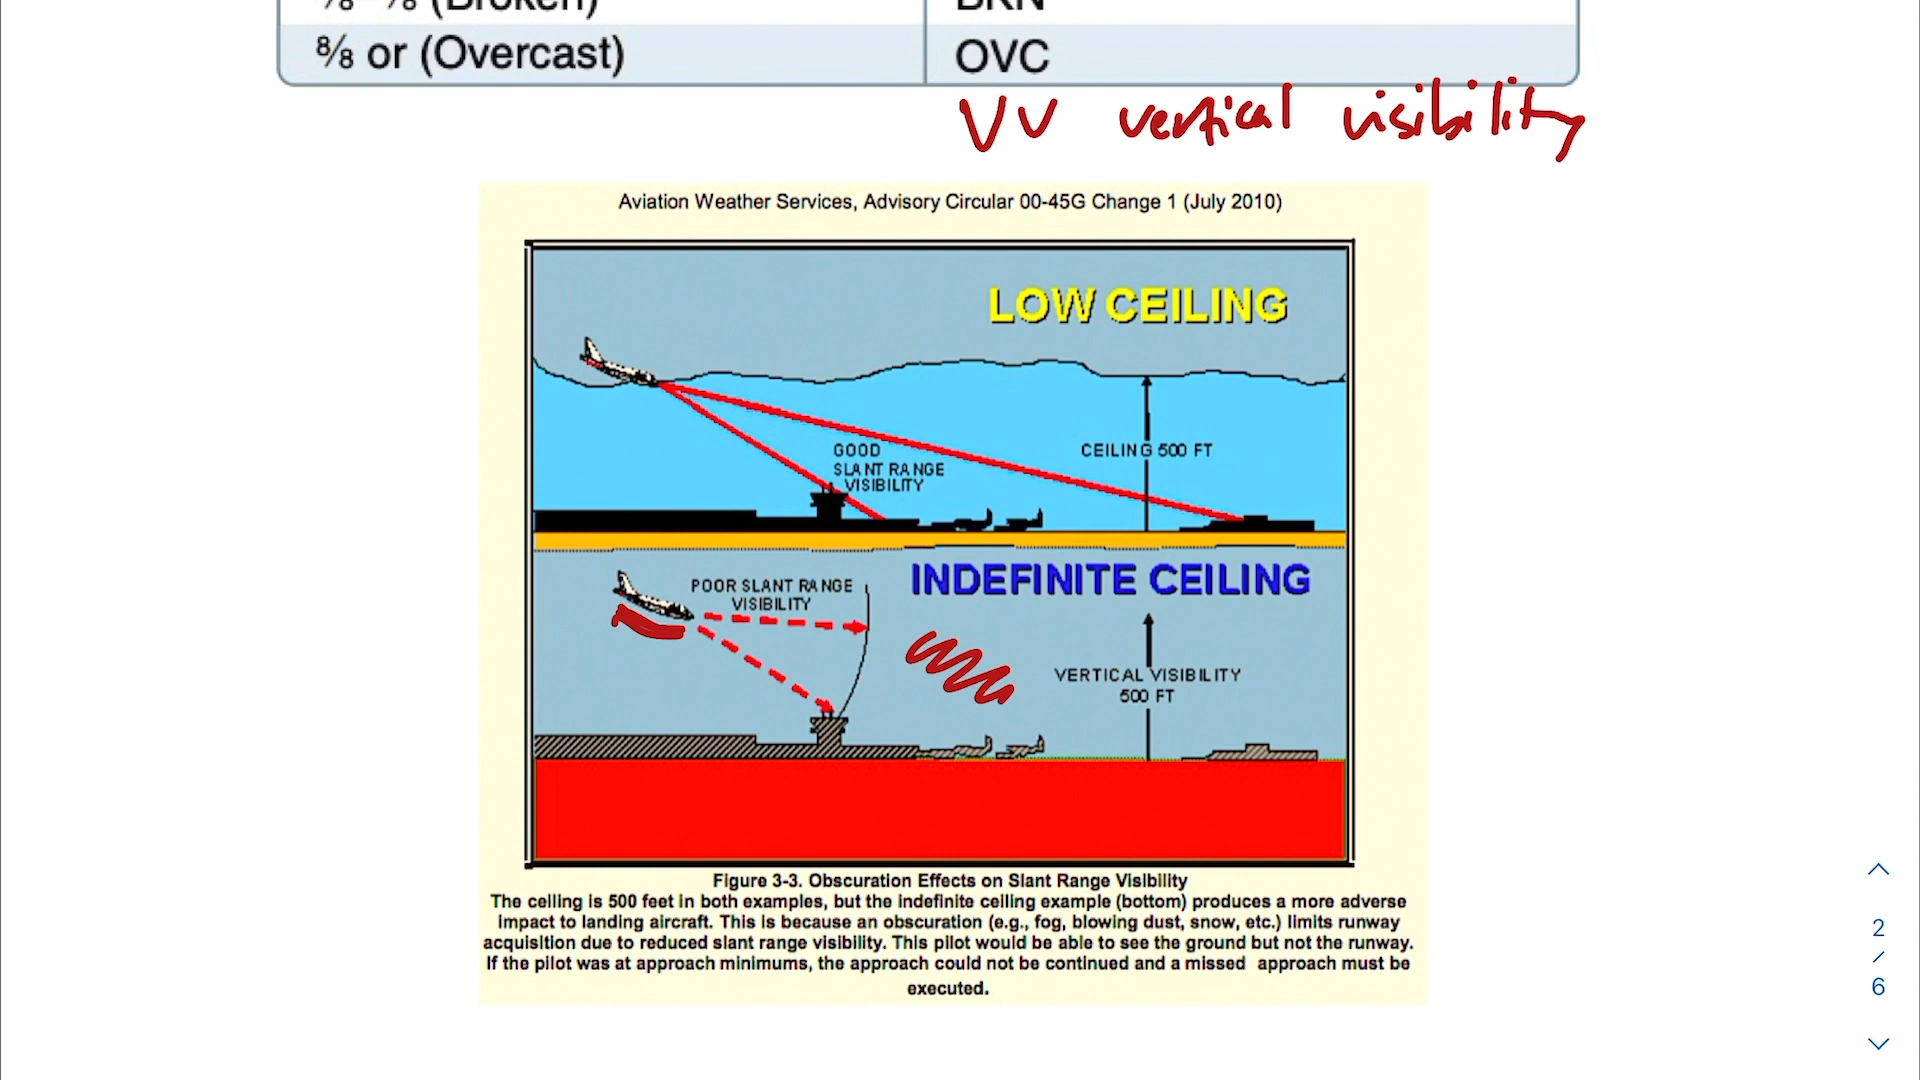 (Broken) BRN
⁸⁄₈ or (Overcast) OVC
VV vertical visibility
Aviation Weather Services, Advisory Circular 00-45G Change 1 (July 2010)
LOW CEILING
GOOD
SLANT RANGE
VISIBILITY
CEILING 500 FT
INDEFINITE CEILING
POOR SLANT RANGE
VISIBILITY
VERTICAL VISIBILITY
500 FT
Figure 3-3. Obscuration Effects on Slant Range Visibility
The ceiling is 500 feet in both examples, but the indefinite ceiling example (bottom) produces a more adverse
impact to landing aircraft. This is because an obscuration (e.g., fog, blowing dust, snow, etc.) limits runway
acquisition due to reduced slant range visibility. This pilot would be able to see the ground but not the runway.
If the pilot was at approach minimums, the approach could not be continued and a missed approach must be
executed.
2
/
6